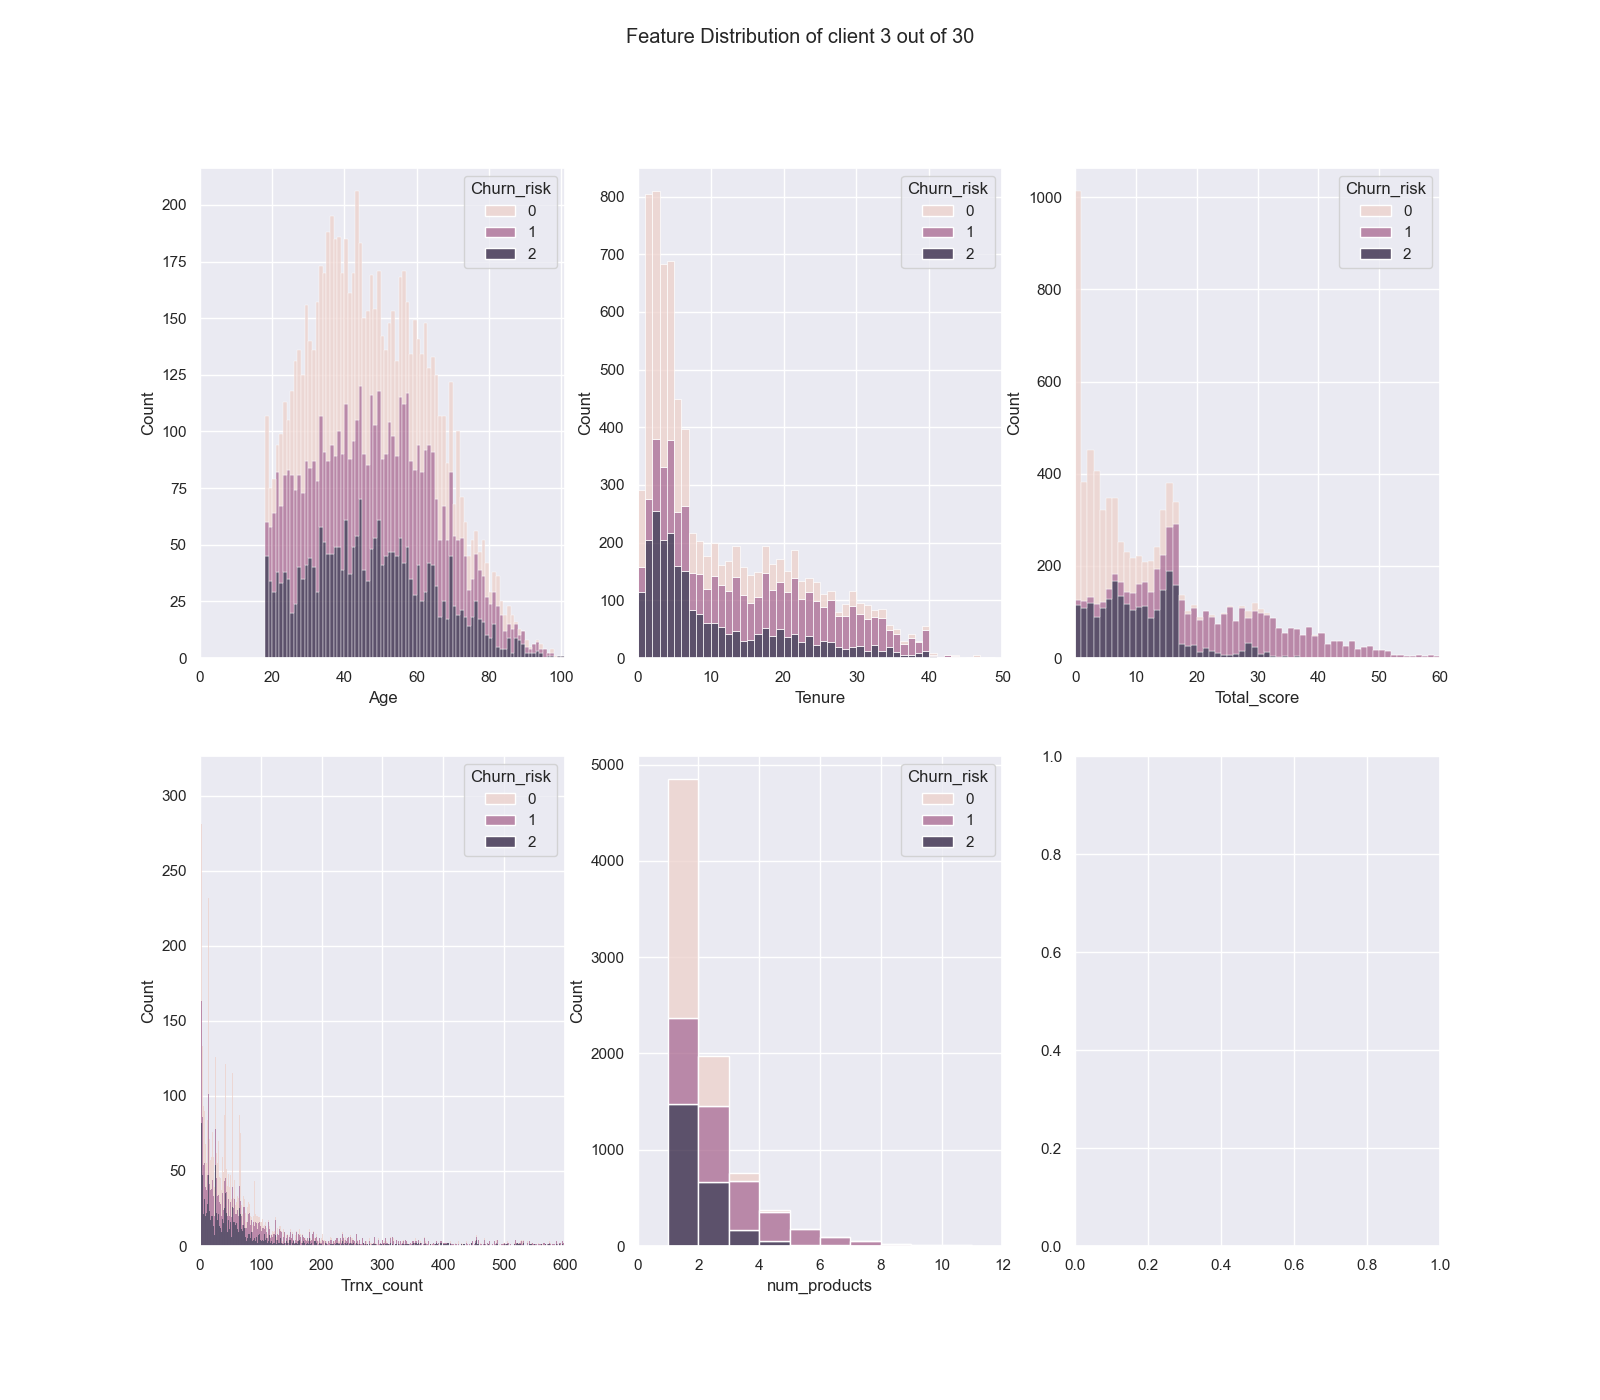 Feature Distribution of client 3 out of 30
Count
200
175
150
125
100
75
50
25
0
0 20 40 60 80 100
Age
Churn_risk
0
1
2
Count
800
700
600
500
400
300
200
100
0
0 10 20 30 40 50
Tenure
Churn_risk
0
1
2
Count
1000
800
600
400
200
0
0 10 20 30 40 50 60
Total_score
Churn_risk
0
1
2
Count
300
250
200
150
100
50
0
0 100 200 300 400 500 600
Trnx_count
Churn_risk
0
1
2
Count
5000
4000
3000
2000
1000
0
0 2 4 6 8 10 12
num_products
Churn_risk
0
1
2
1.0
0.8
0.6
0.4
0.2
0.0
0.0 0.2 0.4 0.6 0.8 1.0